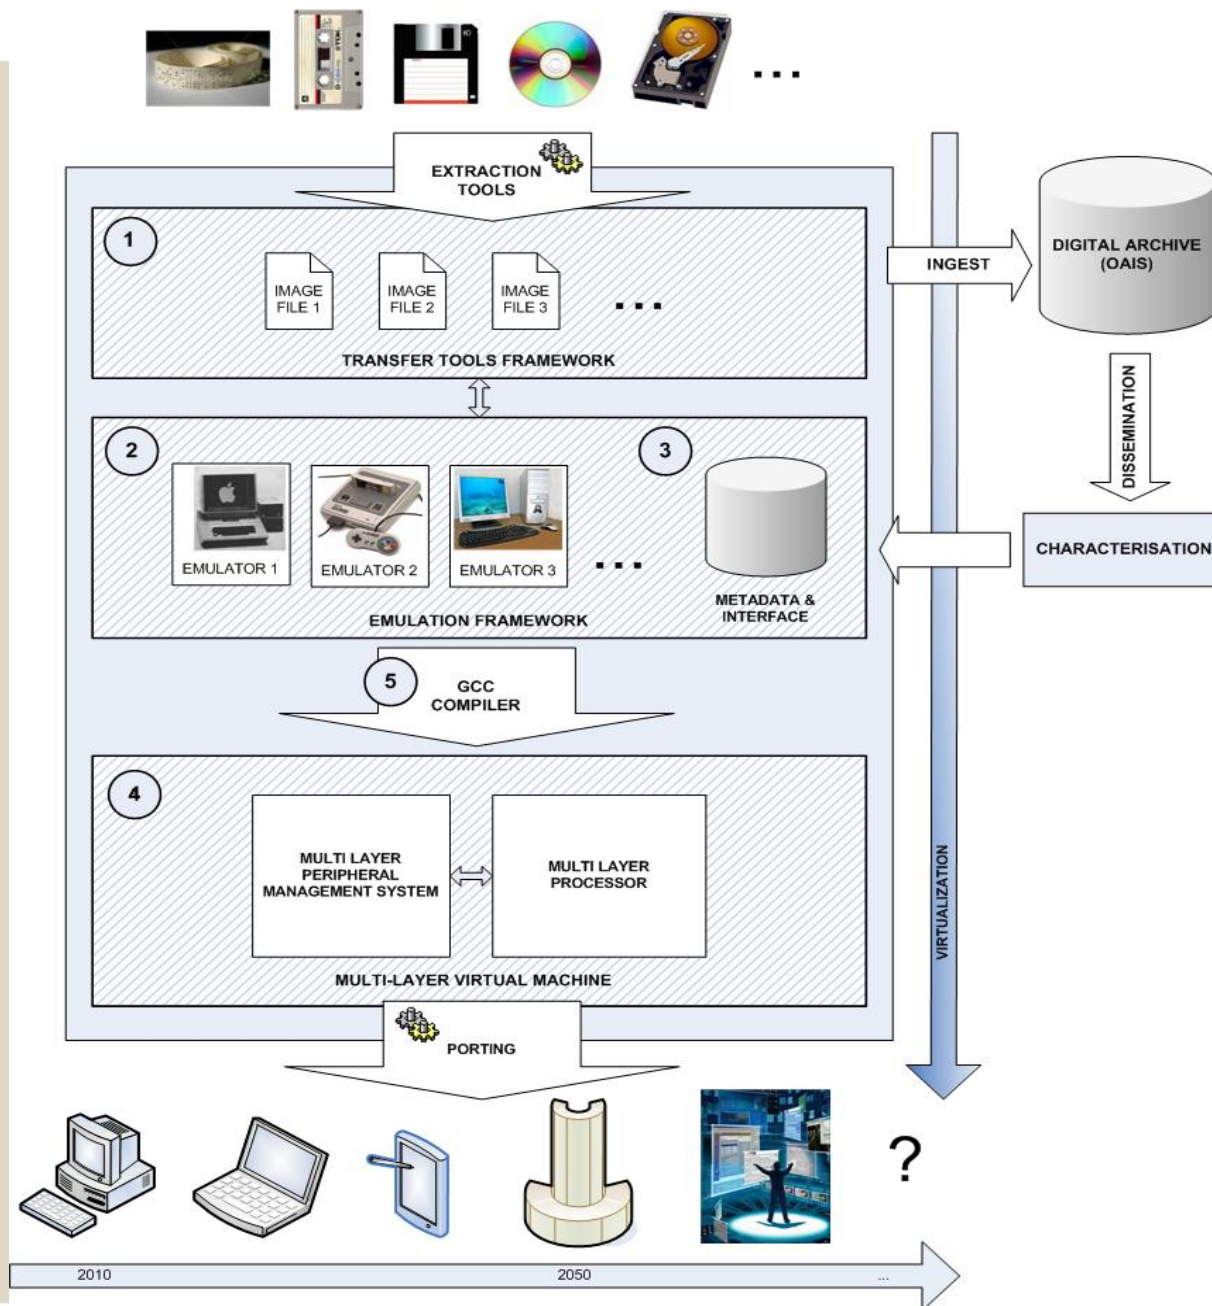 ...
EXTRACTION
TOOLS
1
IMAGE
FILE 1
IMAGE
FILE 2
IMAGE
FILE 3
...
TRANSFER TOOLS FRAMEWORK
INGEST
DIGITAL ARCHIVE
(OAIS)
DISSEMINATION
2
3
EMULATOR 1
EMULATOR 2
EMULATOR 3
...
METADATA &
INTERFACE
EMULATION FRAMEWORK
CHARACTERISATION
5
GCC
COMPILER
4
MULTI LAYER
PERIPHERAL
MANAGEMENT SYSTEM
MULTI LAYER
PROCESSOR
MULTI-LAYER VIRTUAL MACHINE
VIRTUALIZATION
PORTING
?
2010
2050
...